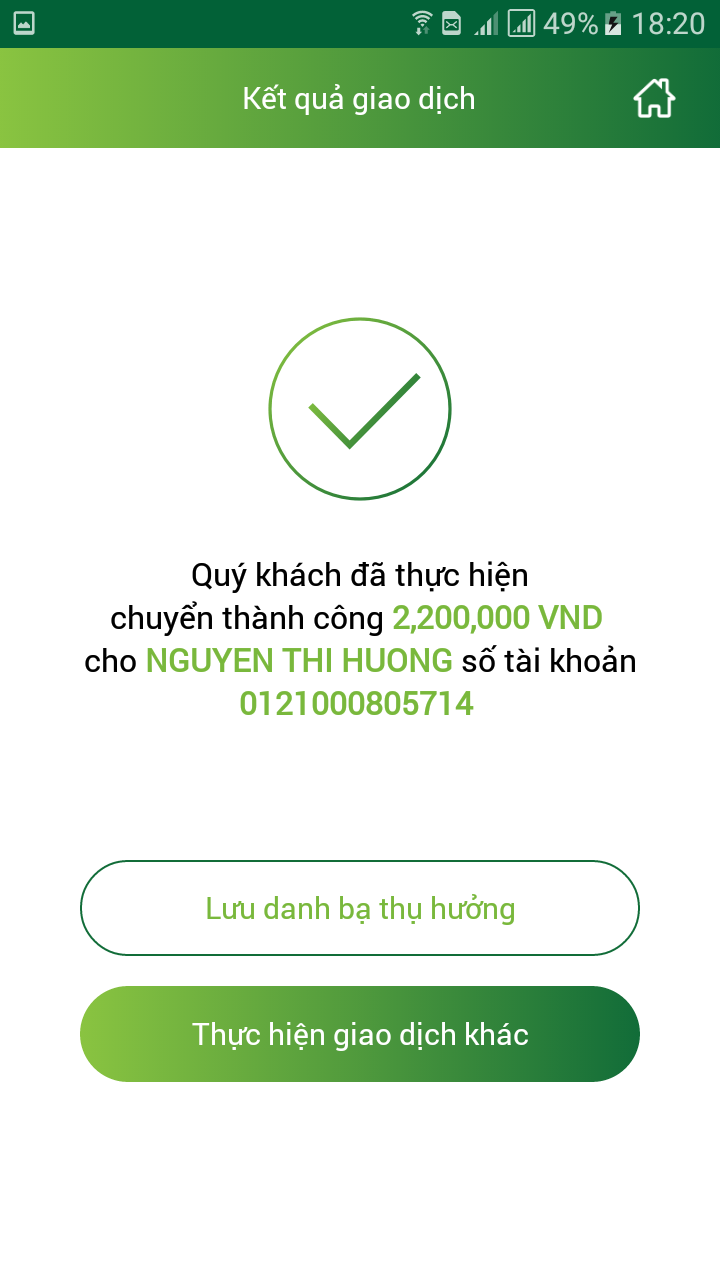 49% 18:20
Kết quả giao dịch
Quý khách đã thực hiện
chuyển thành công 2,200,000 VND
cho NGUYEN THI HUONG số tài khoản
0121000805714
Lưu danh bạ thụ hưởng
Thực hiện giao dịch khác